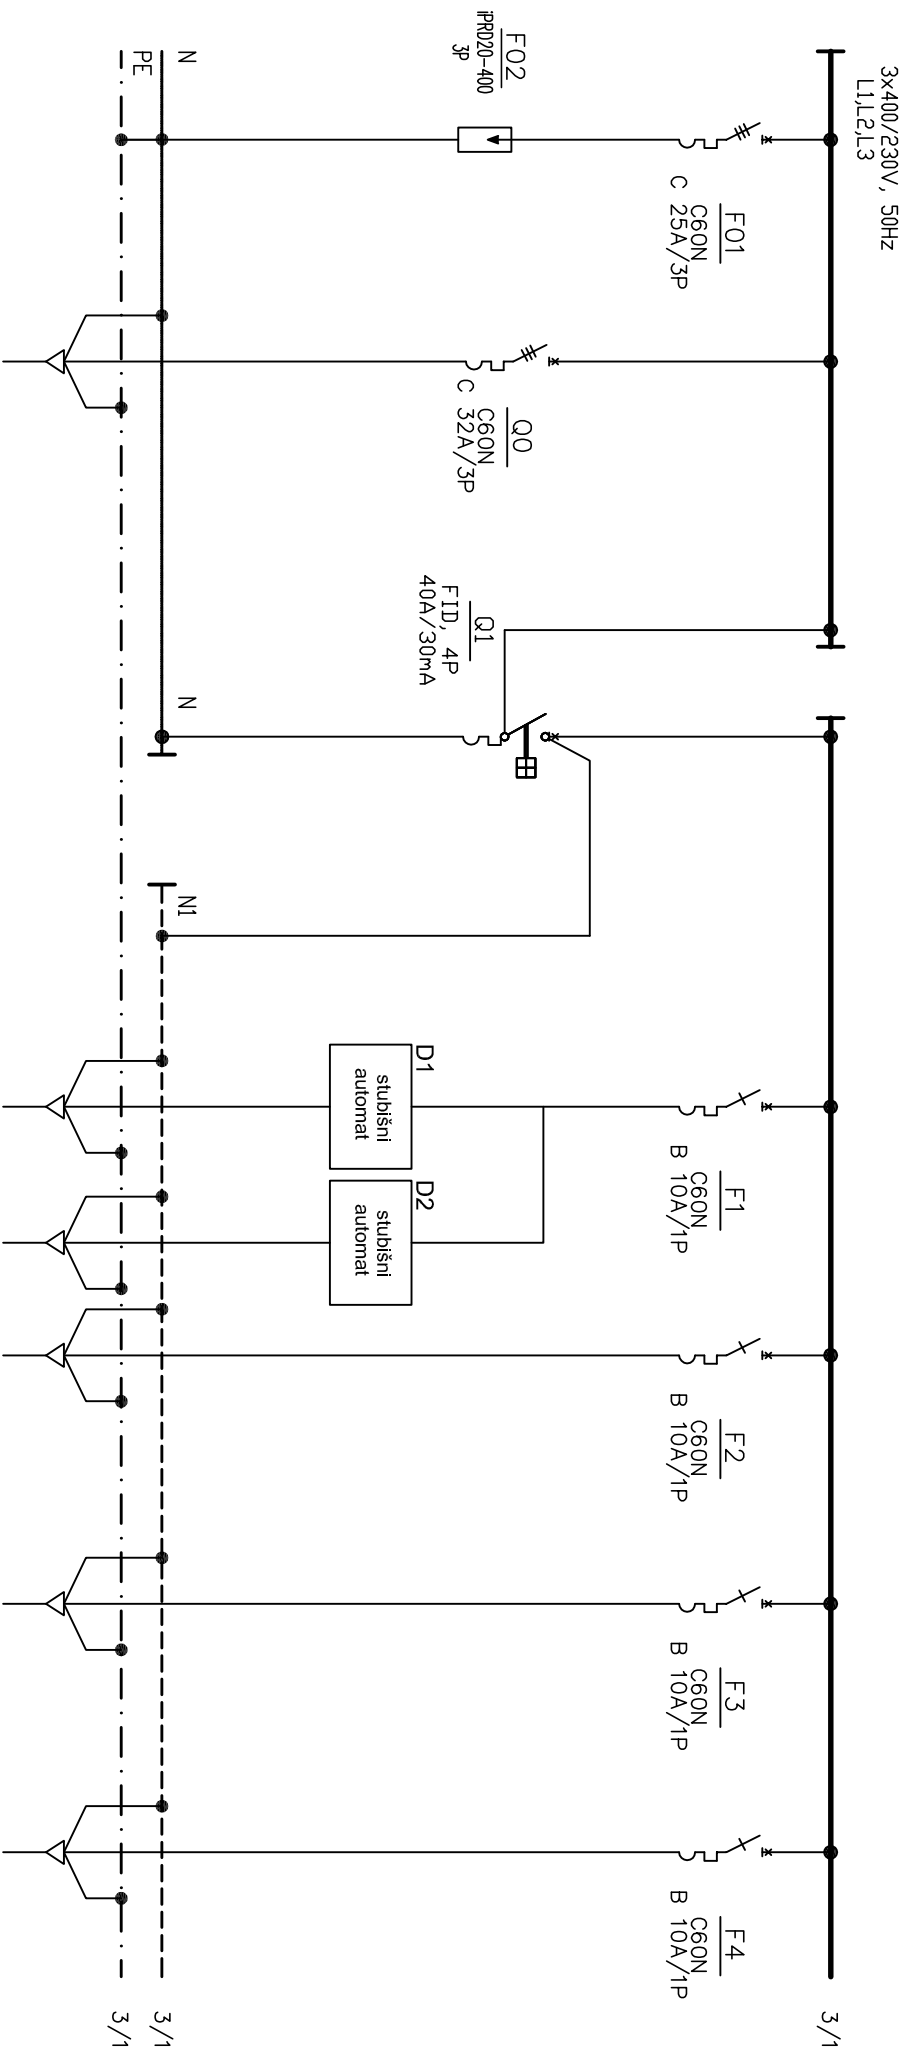 3x400/230V, 50Hz
L1,L2,L3
F02
iPRD20-400
3P
F01
C60N
C 25A/3P
Q0
C60N
C 32A/3P
Q1
FID, 4P
40A/30mA
N
PE
N
N1
D1
stubišni
automat
D2
stubišni
automat
F1
C60N
B 10A/1P
F2
C60N
B 10A/1P
F3
C60N
B 10A/1P
F4
C60N
B 10A/1P
3/1
3/1
3/1